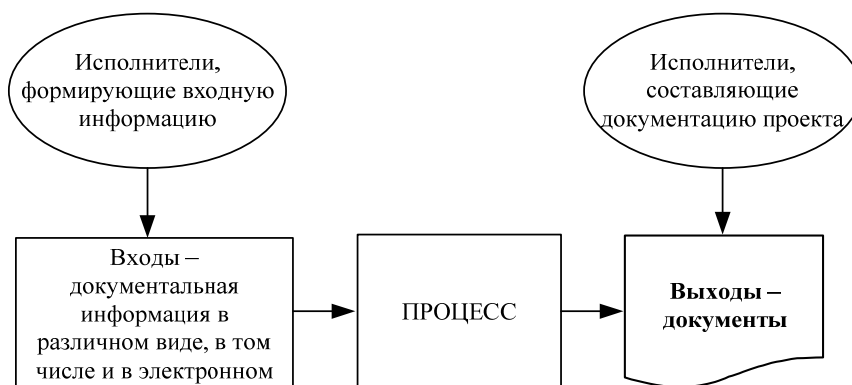 Исполнители,
формирующие входную
информацию
Исполнители,
составляющие
документацию проекта
Входы –
документальная
информация в
различном виде, в том
числе и в электронном
ПРОЦЕСС
Выходы –
документы